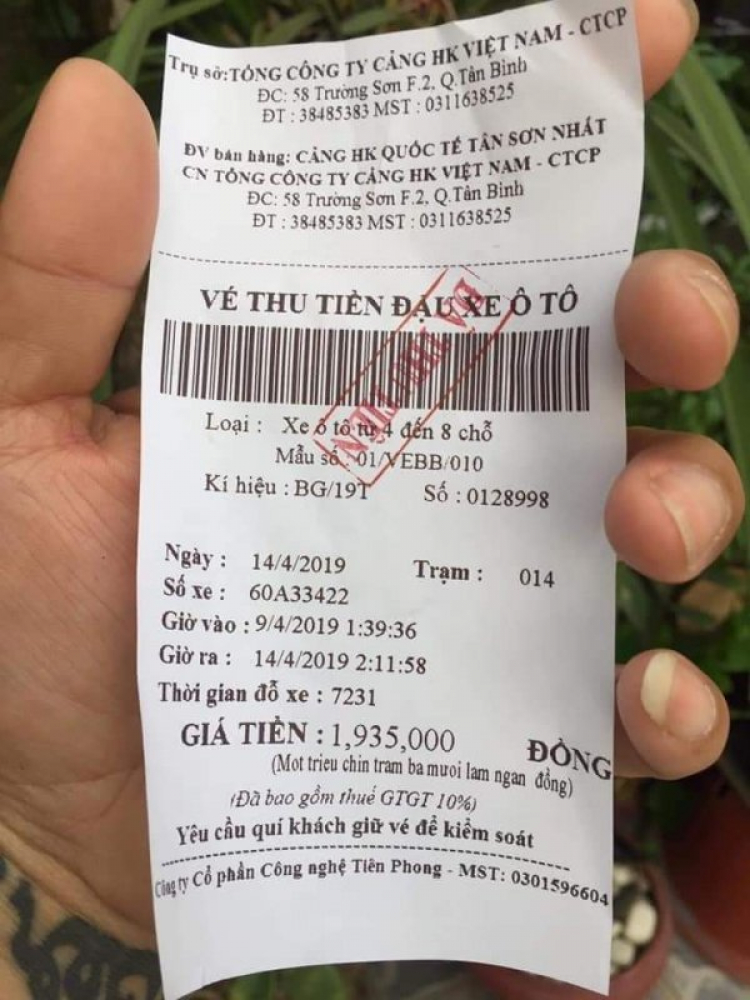 Trụ sở:TỔNG CÔNG TY CẢNG HK VIỆT NAM - CTCP
ĐC: 58 Trường Sơn F.2, Q.Tân Bình
ĐT : 38485383 MST : 0311638525
ĐV bán hàng: CẢNG HK QUỐC TẾ TÂN SƠN NHẤT
CN TỔNG CÔNG TY CẢNG HK VIỆT NAM - CTCP
ĐC: 58 Trường Sơn F.2, Q.Tân Bình
ĐT : 38485383 MST : 0311638525
VÉ THU TIỀN ĐẬU XE Ô TÔ
ĐÃ THU TIỀN
Loại : Xe ô tô từ 4 đến 8 chỗ
Mẫu số : 01/VEBB/010
Kí hiệu : BG/19T Số : 0128998
Ngày : 14/4/2019 Trạm : 014
Số xe : 60A33422
Giờ vào : 9/4/2019 1:39:36
Giờ ra : 14/4/2019 2:11:58
Thời gian đỗ xe : 7231
GIÁ TIỀN : 1,935,000 ĐỒNG
(Mot trieu chin tram ba mươi lam ngan đồng)
(Đã bao gồm thuế GTGT 10%)
Yêu cầu quí khách giữ vé để kiểm soát
Công ty Cổ phần Công nghệ Tiên Phong - MST: 0301596604